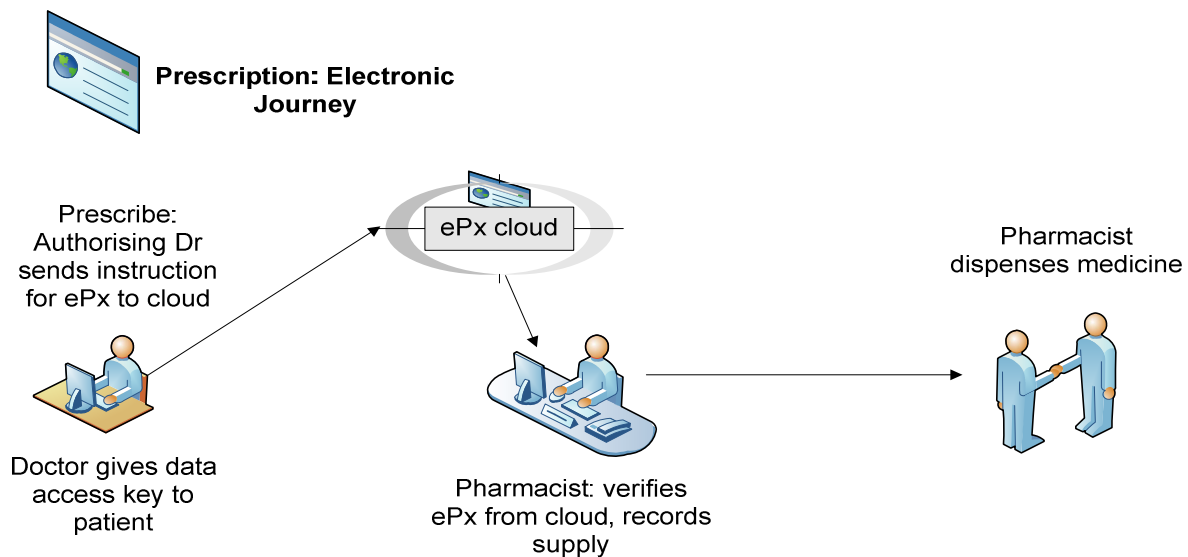 Prescription: Electronic
Journey
Prescribe:
Authorising Dr
sends instruction
for ePx to cloud
ePx cloud
Pharmacist
dispenses medicine
Doctor gives data
access key to
patient
Pharmacist: verifies
ePx from cloud, records
supply